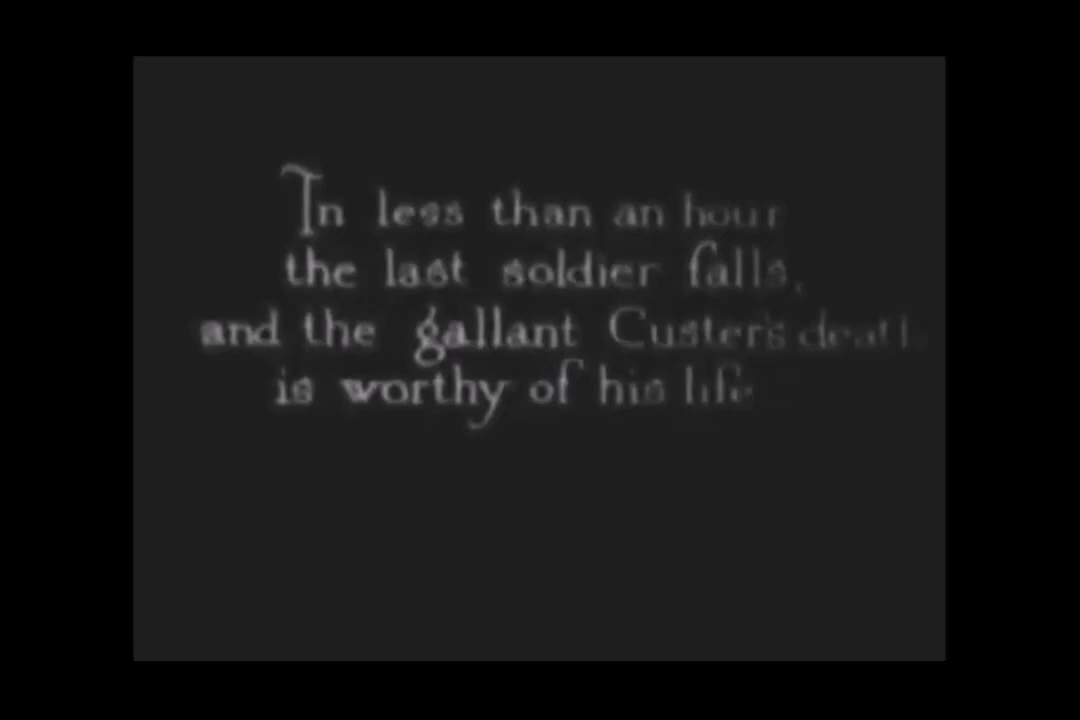 In less than an hour
the last soldier falls,
and the gallant Custer's death
is worthy of his life